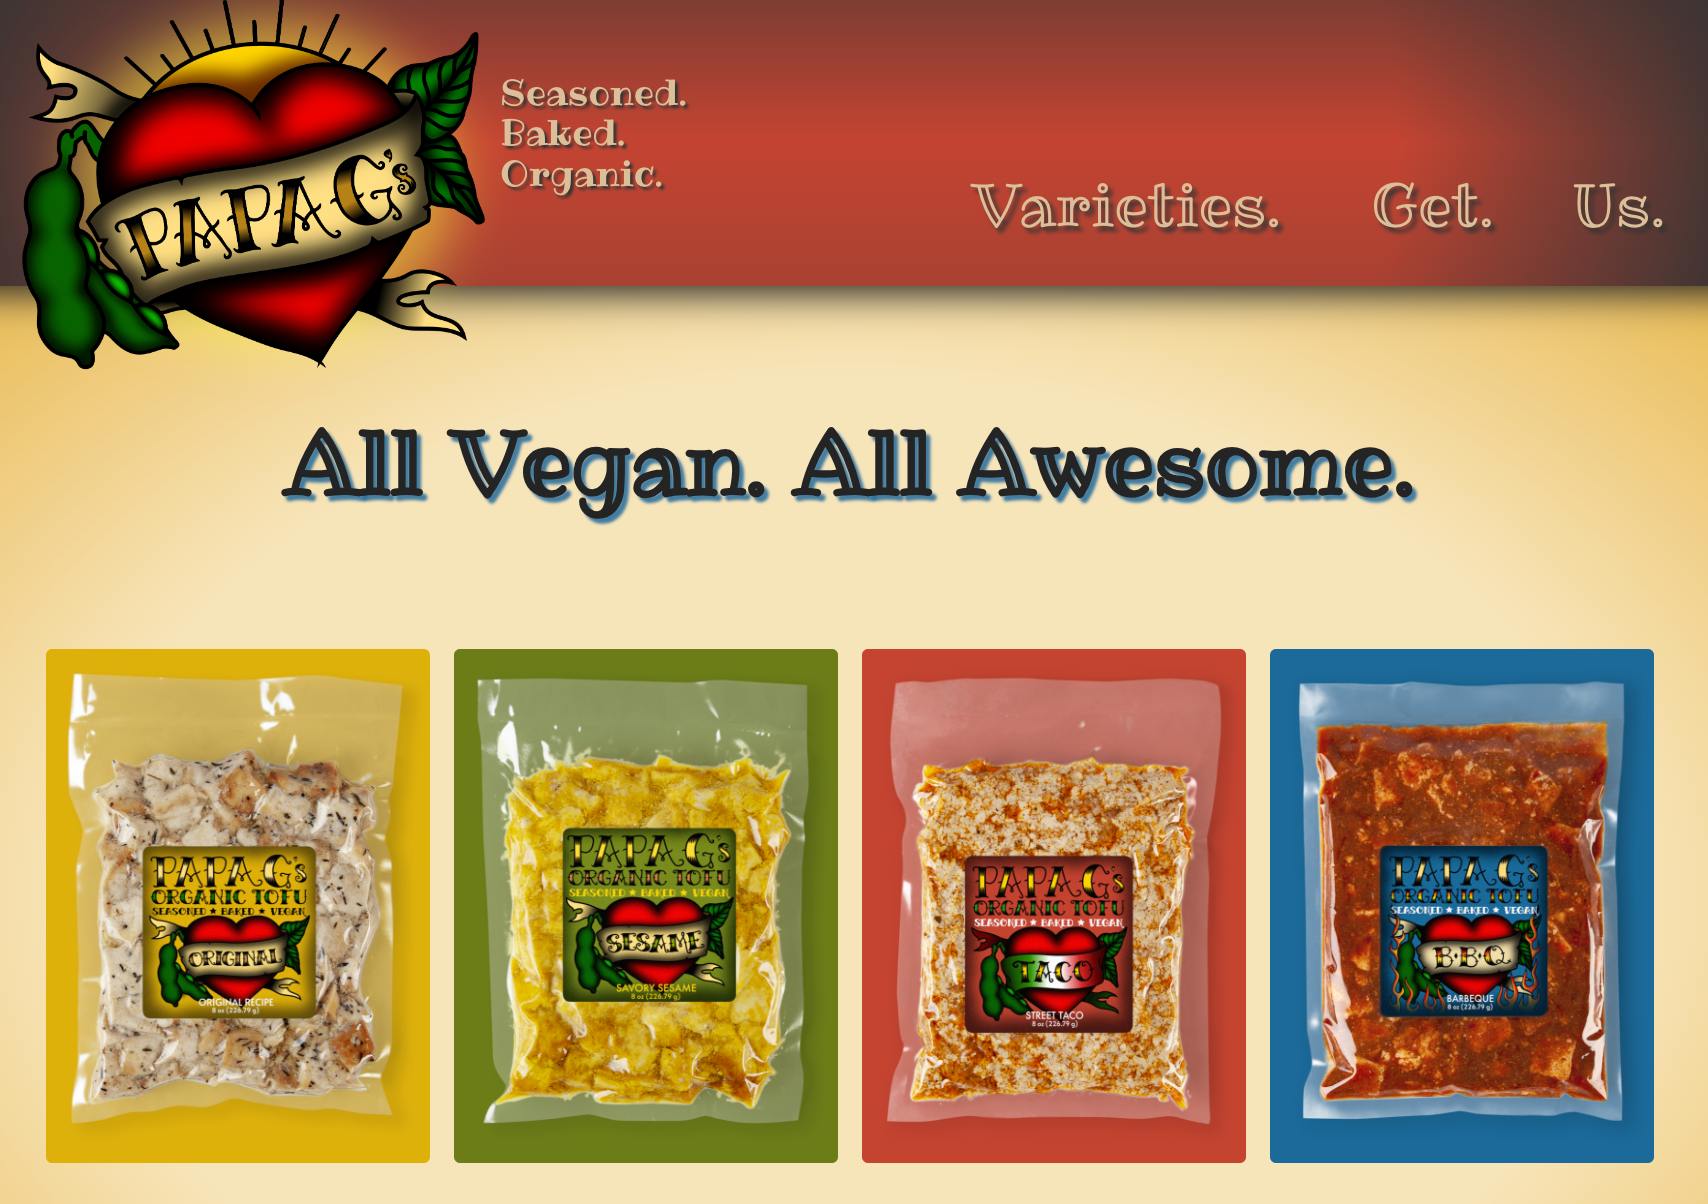 PAPA G's
Seasoned.
Baked.
Organic.
Varieties. Get. Us.
All Vegan. All Awesome.
PAPA G's
ORGANIC TOFU
SEASONED ★ BAKED ★ VEGAN
ORIGINAL
ORIGINAL RECIPE
8 oz (226.79 g)
PAPA G's
ORGANIC TOFU
SEASONED ★ BAKED ★ VEGAN
SESAME
SAVORY SESAME
8 oz (226.79 g)
PAPA G's
ORGANIC TOFU
SEASONED ★ BAKED ★ VEGAN
TACO
STREET TACO
8 oz (226.79 g)
PAPA G's
ORGANIC TOFU
SEASONED ★ BAKED ★ VEGAN
B•B•Q
BARBEQUE
8 oz (226.79 g)